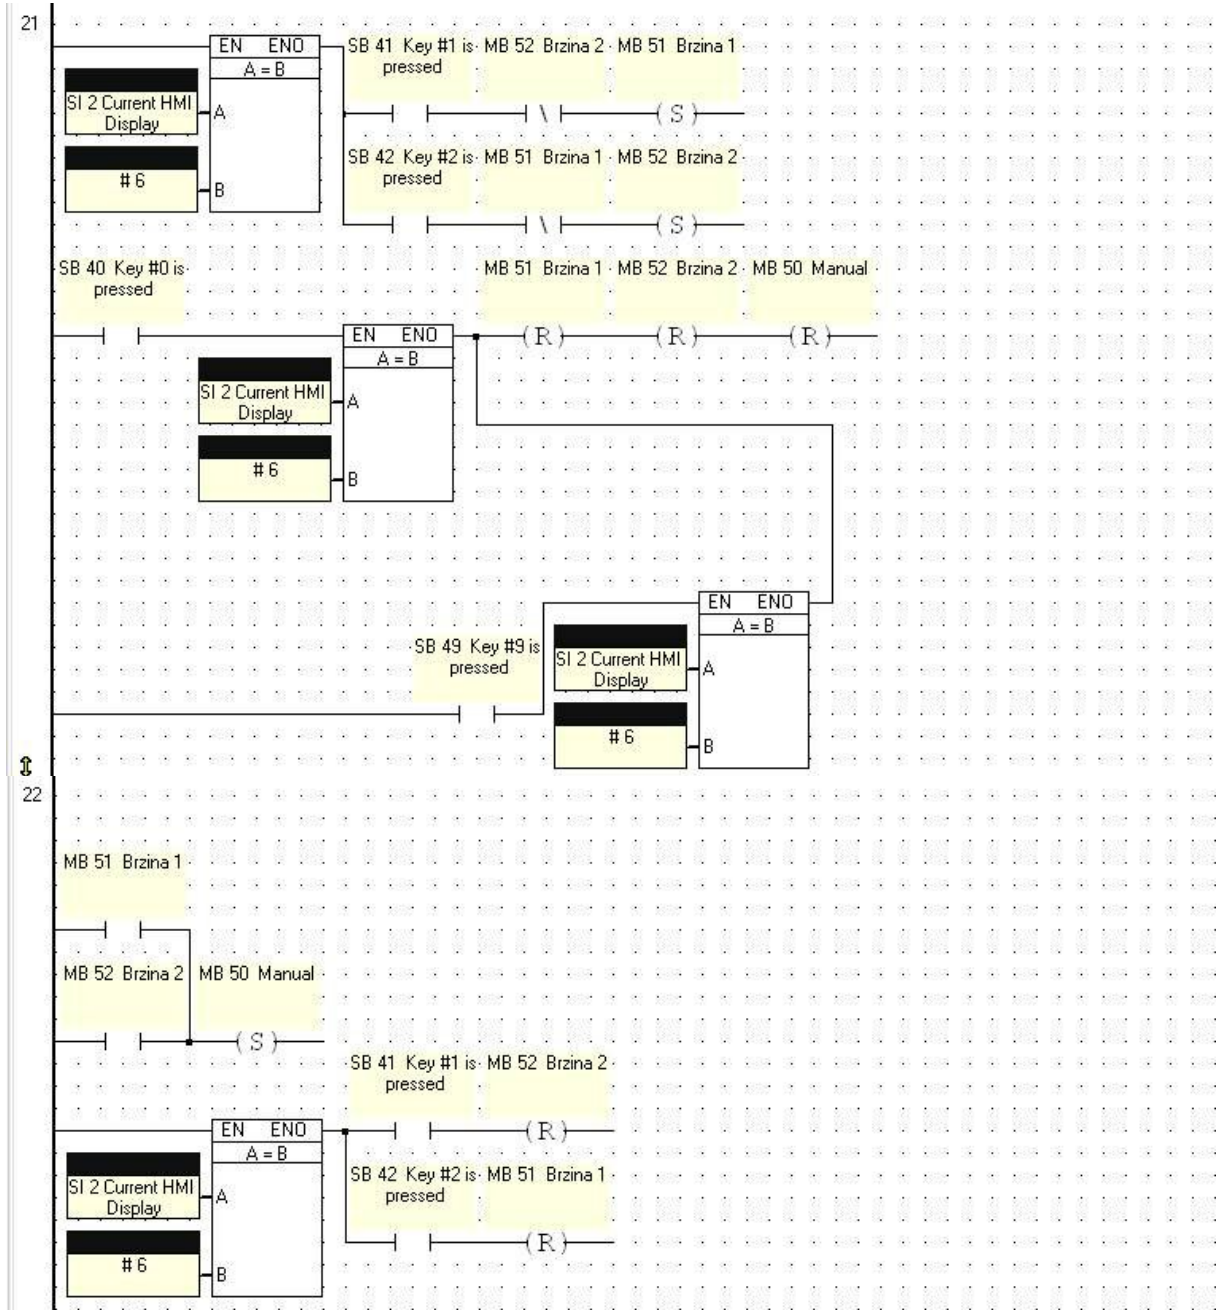 21
EN ENO
A = B
SI 2 Current HMI
Display
A
# 6
B
SB 41 Key #1 is
pressed
MB 52 Brzina 2
MB 51 Brzina 1
\
(S)
SB 42 Key #2 is
pressed
MB 51 Brzina 1
MB 52 Brzina 2
\
(S)
SB 40 Key #0 is
pressed
EN ENO
A = B
SI 2 Current HMI
Display
A
# 6
B
MB 51 Brzina 1
MB 52 Brzina 2
MB 50 Manual
(R)
(R)
(R)
SB 49 Key #9 is
pressed
EN ENO
A = B
SI 2 Current HMI
Display
A
# 6
B
22
MB 51 Brzina 1
MB 52 Brzina 2
MB 50 Manual
(S)
EN ENO
A = B
SI 2 Current HMI
Display
A
# 6
B
SB 41 Key #1 is
pressed
MB 52 Brzina 2
(R)
SB 42 Key #2 is
pressed
MB 51 Brzina 1
(R)